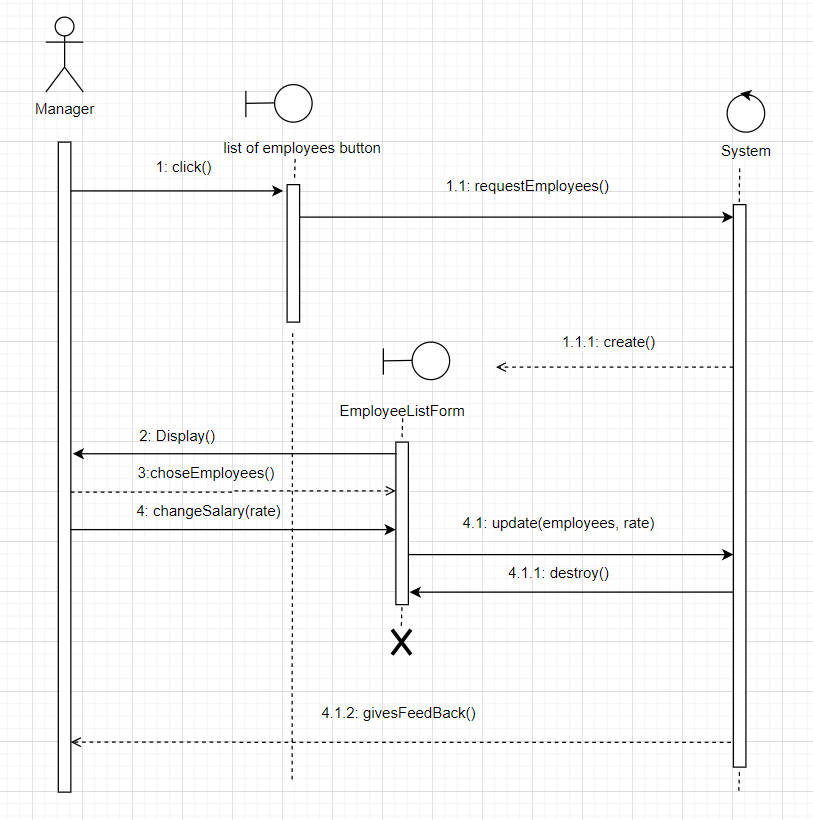 Manager
list of employees button
System
1: click()
1.1: requestEmployees()
1.1.1: create()
EmployeeListForm
2: Display()
3:choseEmployees()
4: changeSalary(rate)
4.1: update(employees, rate)
4.1.1: destroy()
4.1.2: givesFeedBack()